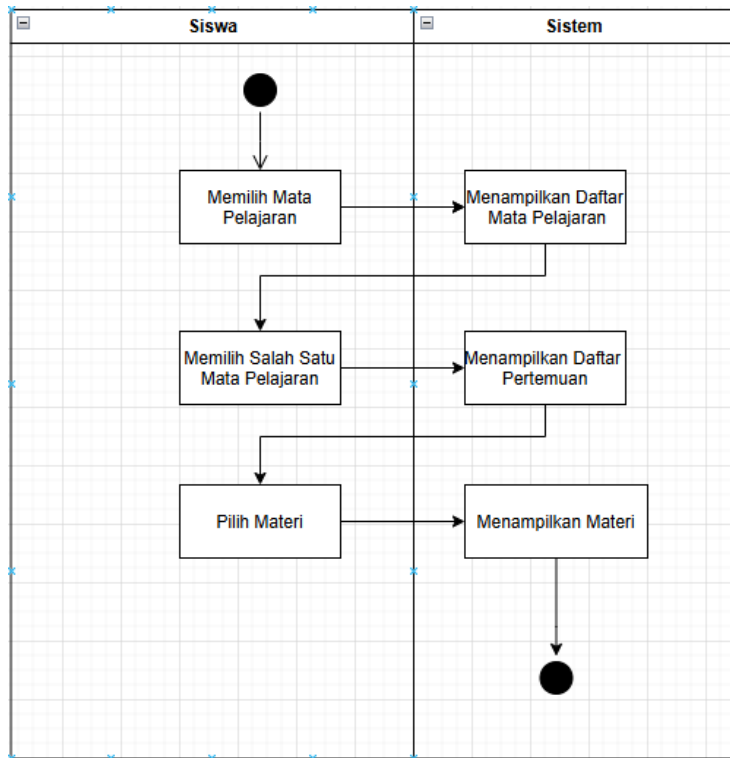 Siswa
Sistem
Memilih Mata
Pelajaran
Menampilkan Daftar
Mata Pelajaran
Memilih Salah Satu
Mata Pelajaran
Menampilkan Daftar
Pertemuan
Pilih Materi
Menampilkan Materi